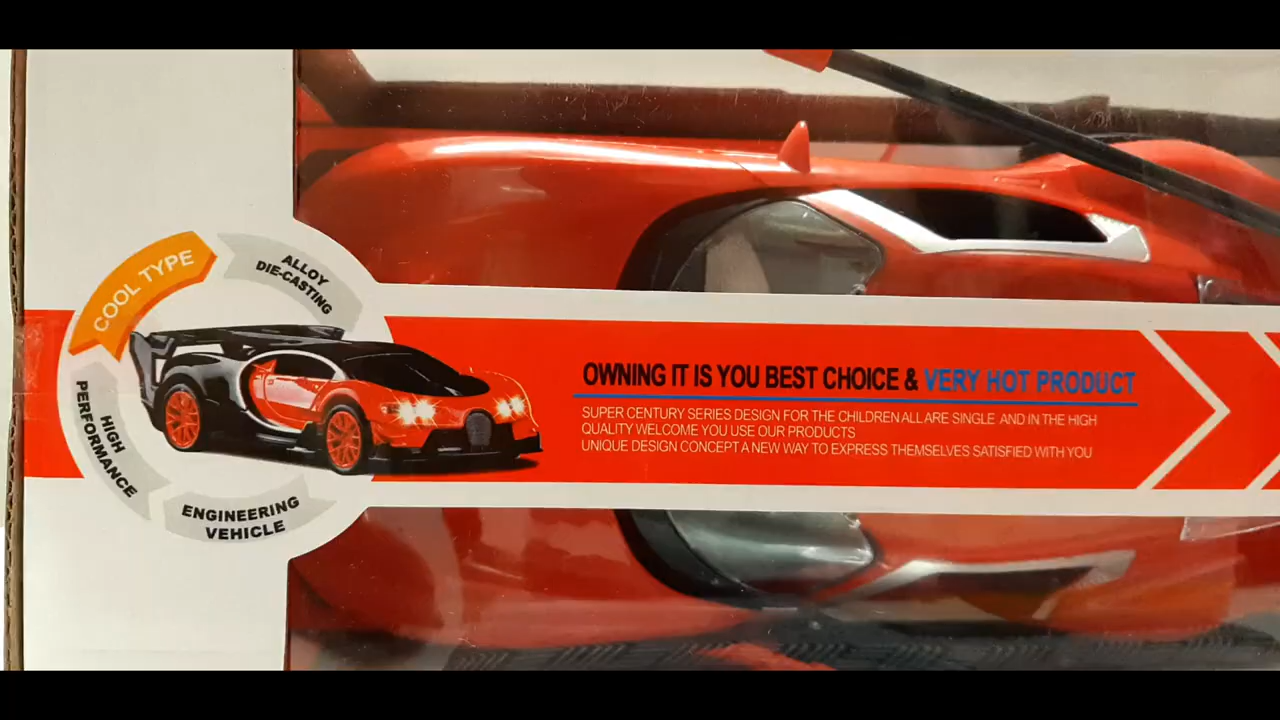 COOL TYPE
ALLOY
DIE-CASTING
HIGH
PERFORMANCE
ENGINEERING
VEHICLE
OWNING IT IS YOU BEST CHOICE & VERY HOT PRODUCT
SUPER CENTURY SERIES DESIGN FOR THE CHILDREN ALL ARE SINGLE AND IN THE HIGH
QUALITY WELCOME YOU USE OUR PRODUCTS
UNIQUE DESIGN CONCEPT A NEW WAY TO EXPRESS THEMSELVES SATISFIED WITH YOU